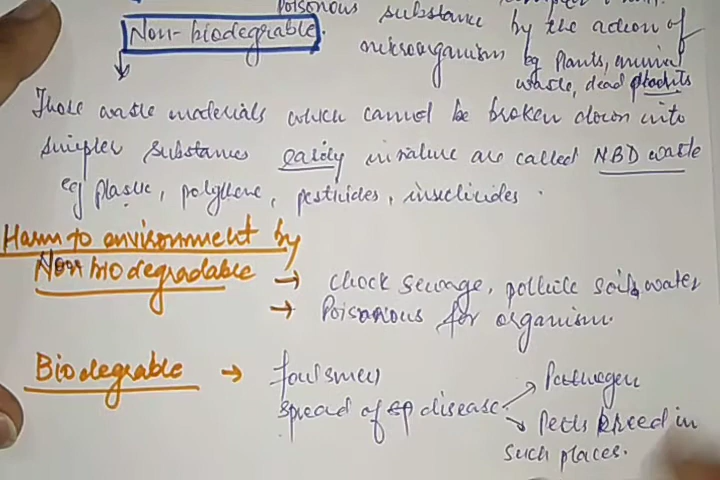 poisonous substance by the action of
Non-biodegrable.
microorganism eg plants, animal
waste, dead plants
Those waste materials which cannot be broken down into
simpler substances easily in nature are called NBD waste
eg plastic, polythene, pesticides, insecticides.
Harm to environment by
Non biodegradable → chock sewage, pollute soil, water
→ Poisonous for organism.
Biodegrable → foul smell
spread of disease → Pathogen
→ Pests breed in
such places.